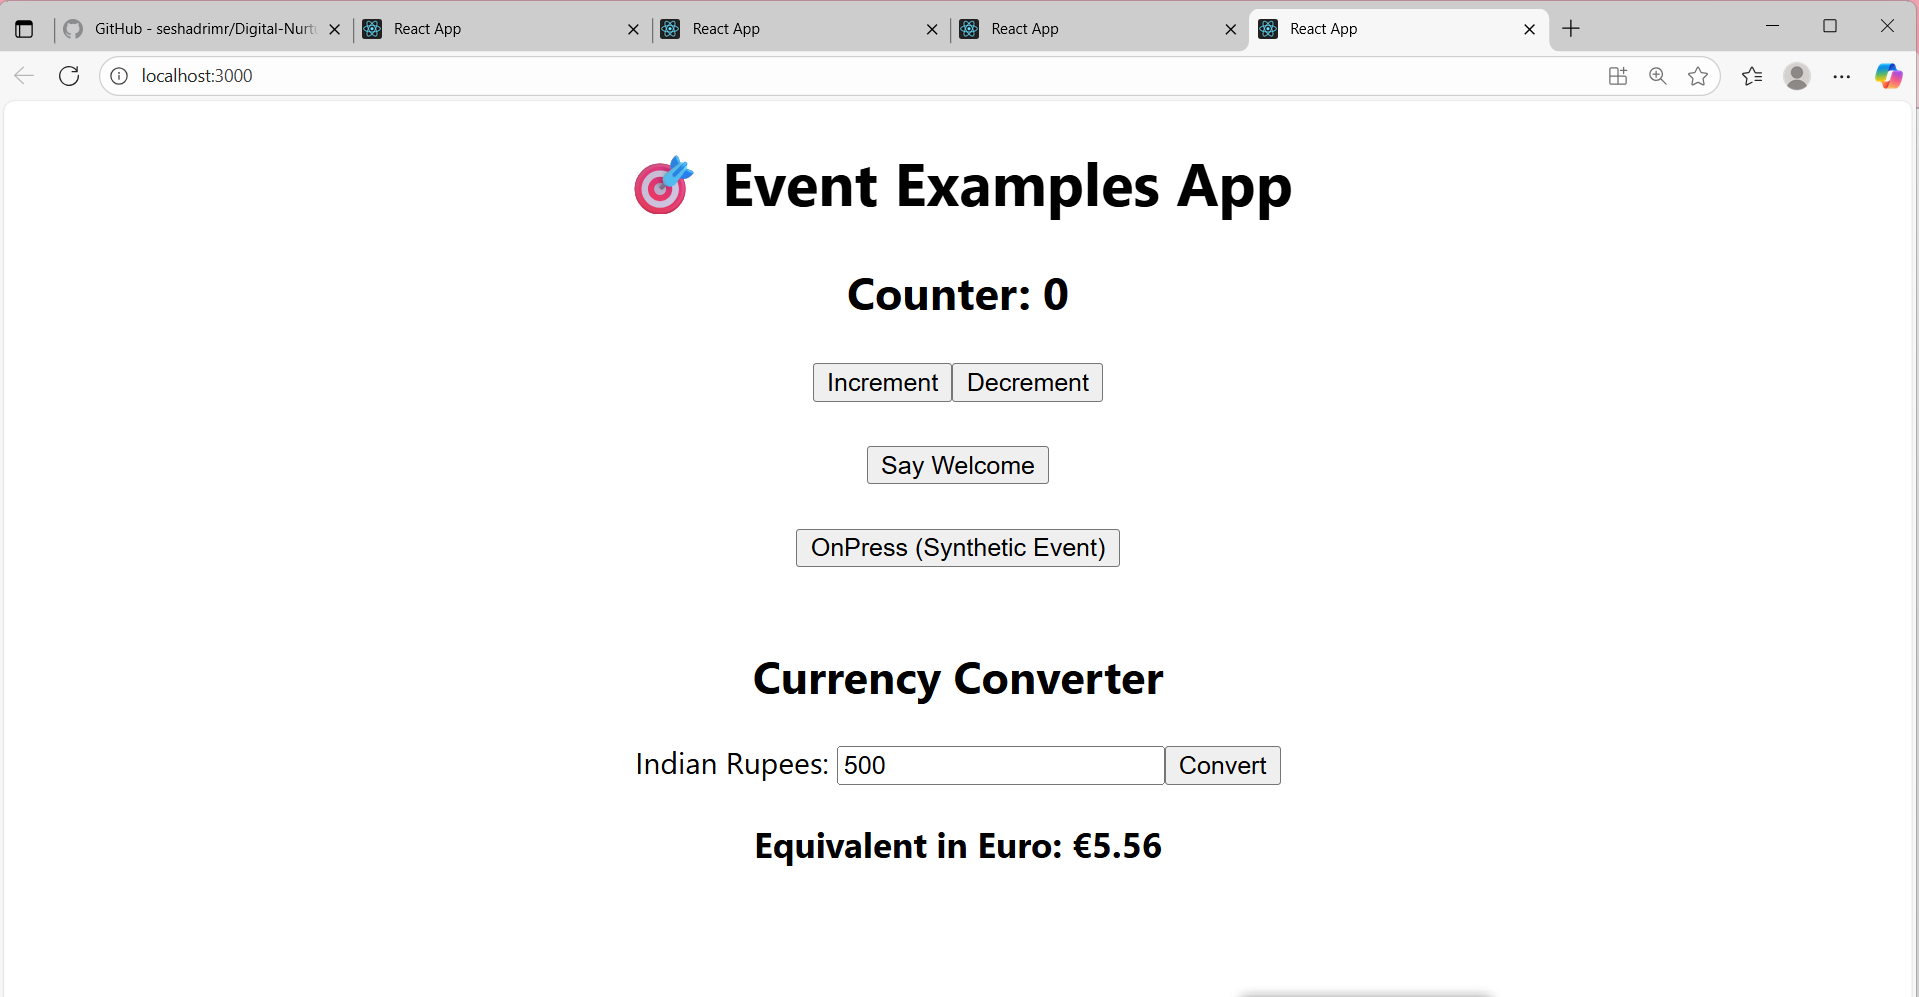 GitHub - seshadrimr/Digital-Nurtu
React App
React App
React App
React App
localhost:3000
Event Examples App
Counter: 0
Increment Decrement
Say Welcome
OnPress (Synthetic Event)
Currency Converter
Indian Rupees: 500 Convert
Equivalent in Euro: €5.56